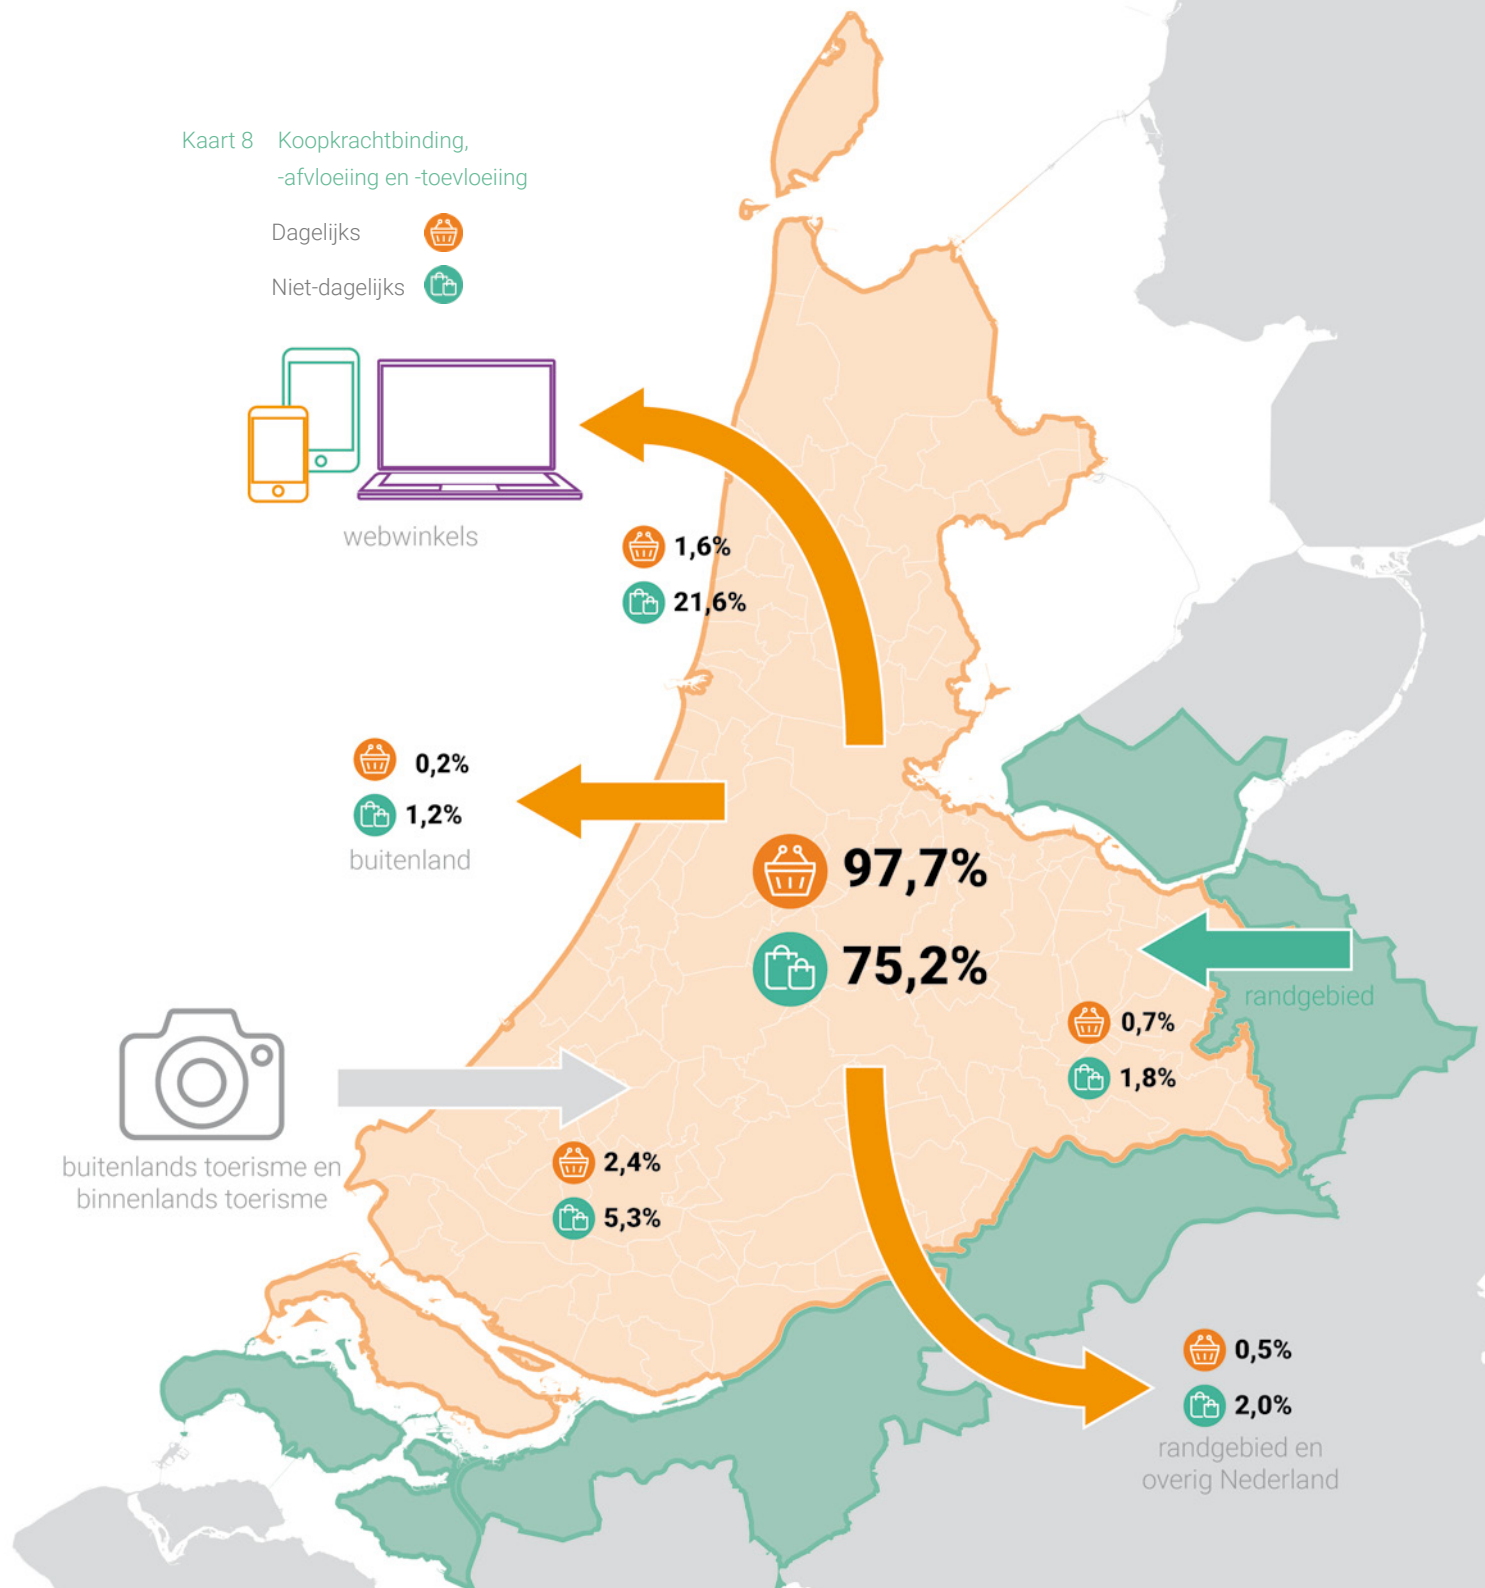 Kaart 8 Koopkrachtbinding,
-afvloeiing en -toevloeiing
Dagelijks
Niet-dagelijks
webwinkels
1,6%
21,6%
0,2%
1,2%
buitenland
97,7%
75,2%
randgebied
0,7%
1,8%
buitenlands toerisme en
binnenlands toerisme
2,4%
5,3%
0,5%
2,0%
randgebied en
overig Nederland